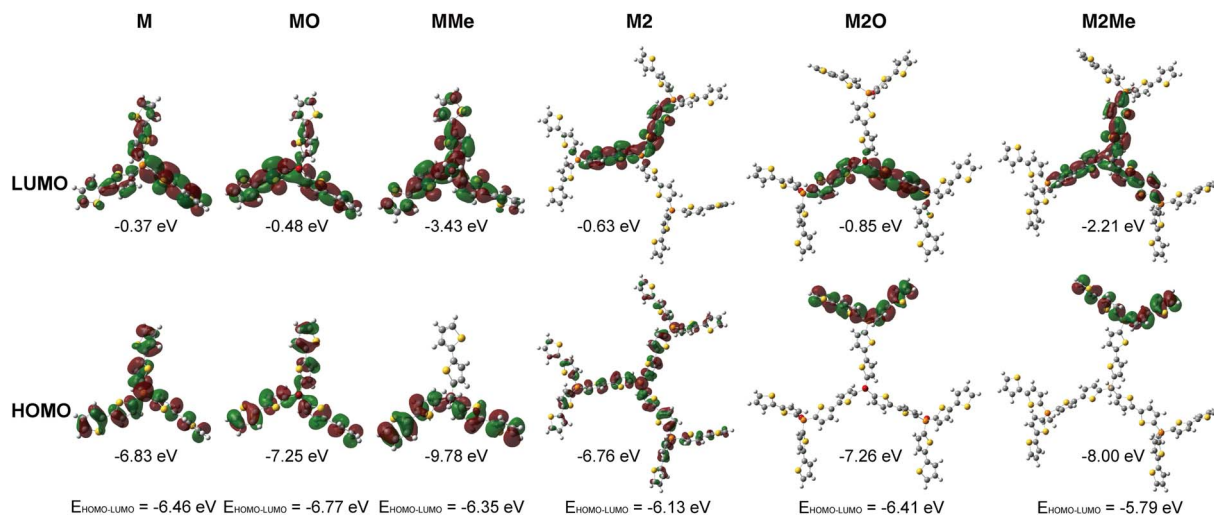 M MO MMe M2 M2O M2Me
LUMO
-0.37 eV -0.48 eV -3.43 eV -0.63 eV -0.85 eV -2.21 eV
HOMO
-6.83 eV -7.25 eV -9.78 eV -6.76 eV -7.26 eV -8.00 eV
EHOMO-LUMO = -6.46 eV EHOMO-LUMO = -6.77 eV EHOMO-LUMO = -6.35 eV EHOMO-LUMO = -6.13 eV EHOMO-LUMO = -6.41 eV EHOMO-LUMO = -5.79 eV